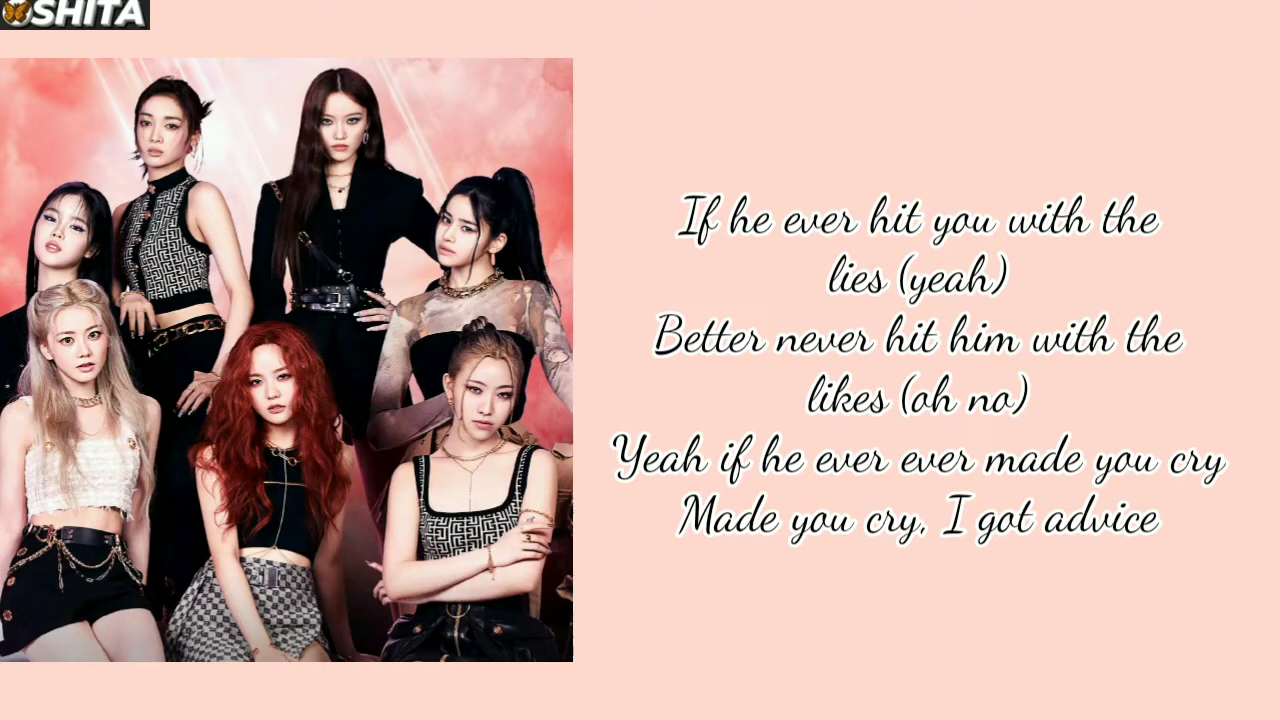 OSHITA
If he ever hit you with the
lies (yeah)
Better never hit him with the
likes (oh no)
Yeah if he ever ever made you cry
Made you cry, I got advice